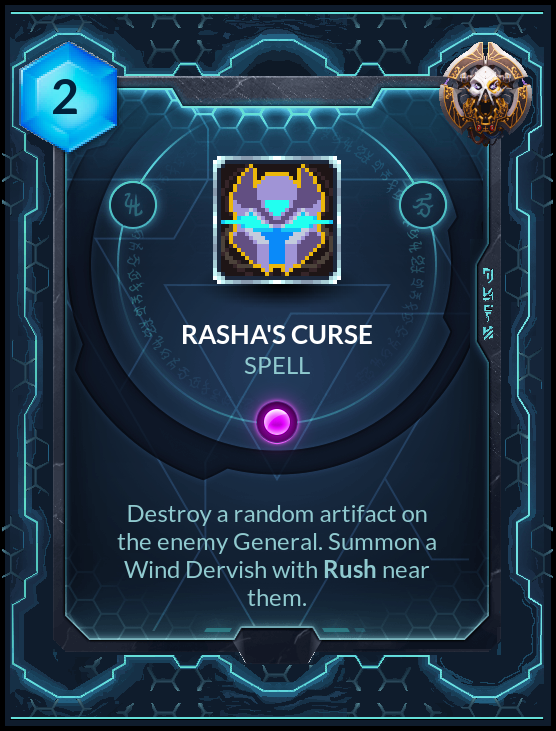 2
RASHA'S CURSE
SPELL
Destroy a random artifact on
the enemy General. Summon a
Wind Dervish with Rush near
them.